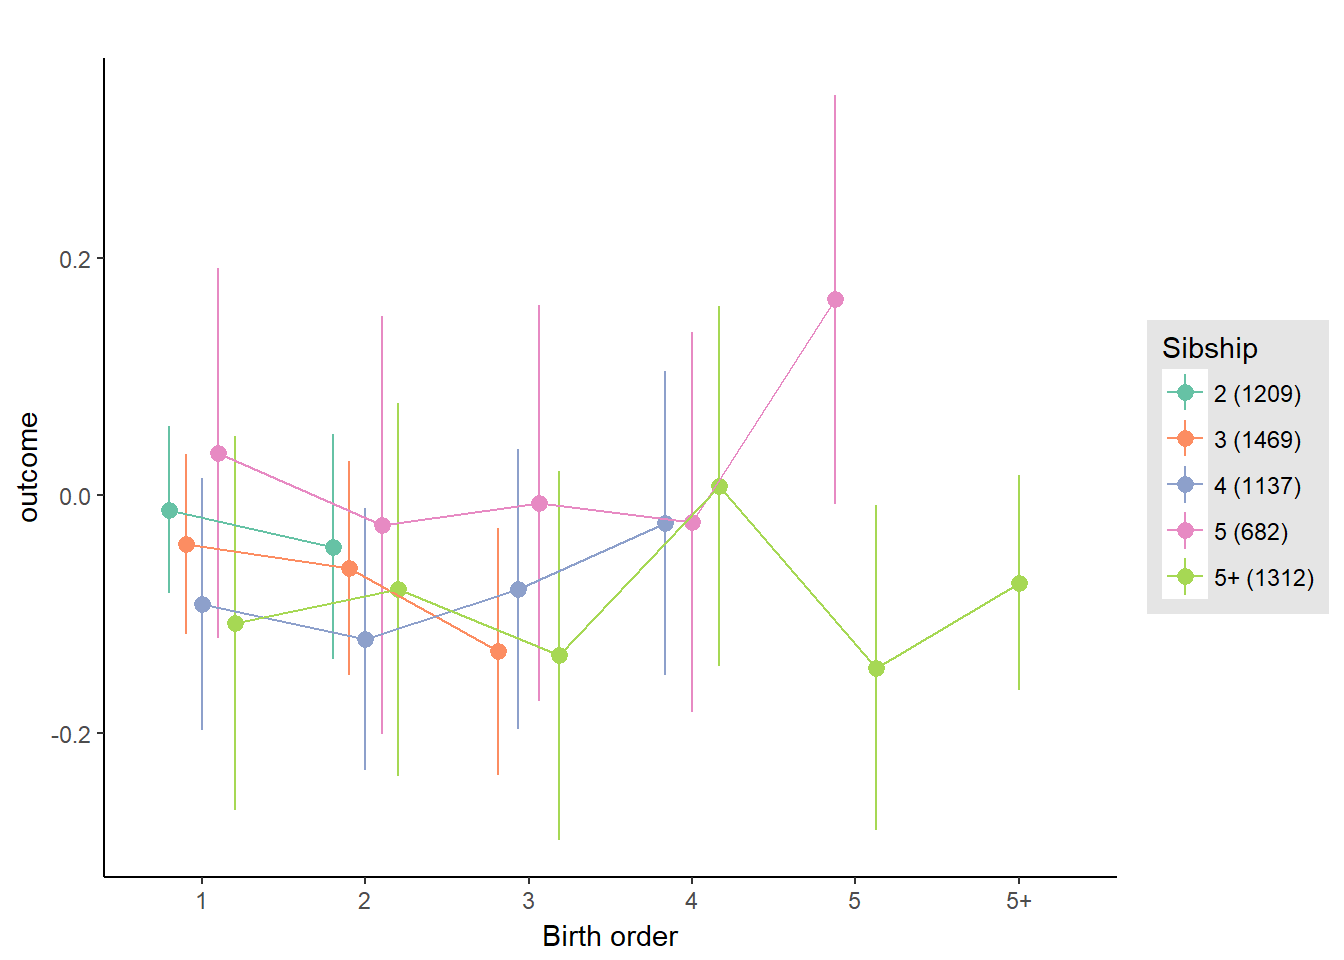 outcome
0.2
0.0
-0.2
1 2 3 4 5 5+
Birth order
Sibship
2 (1209)
3 (1469)
4 (1137)
5 (682)
5+ (1312)